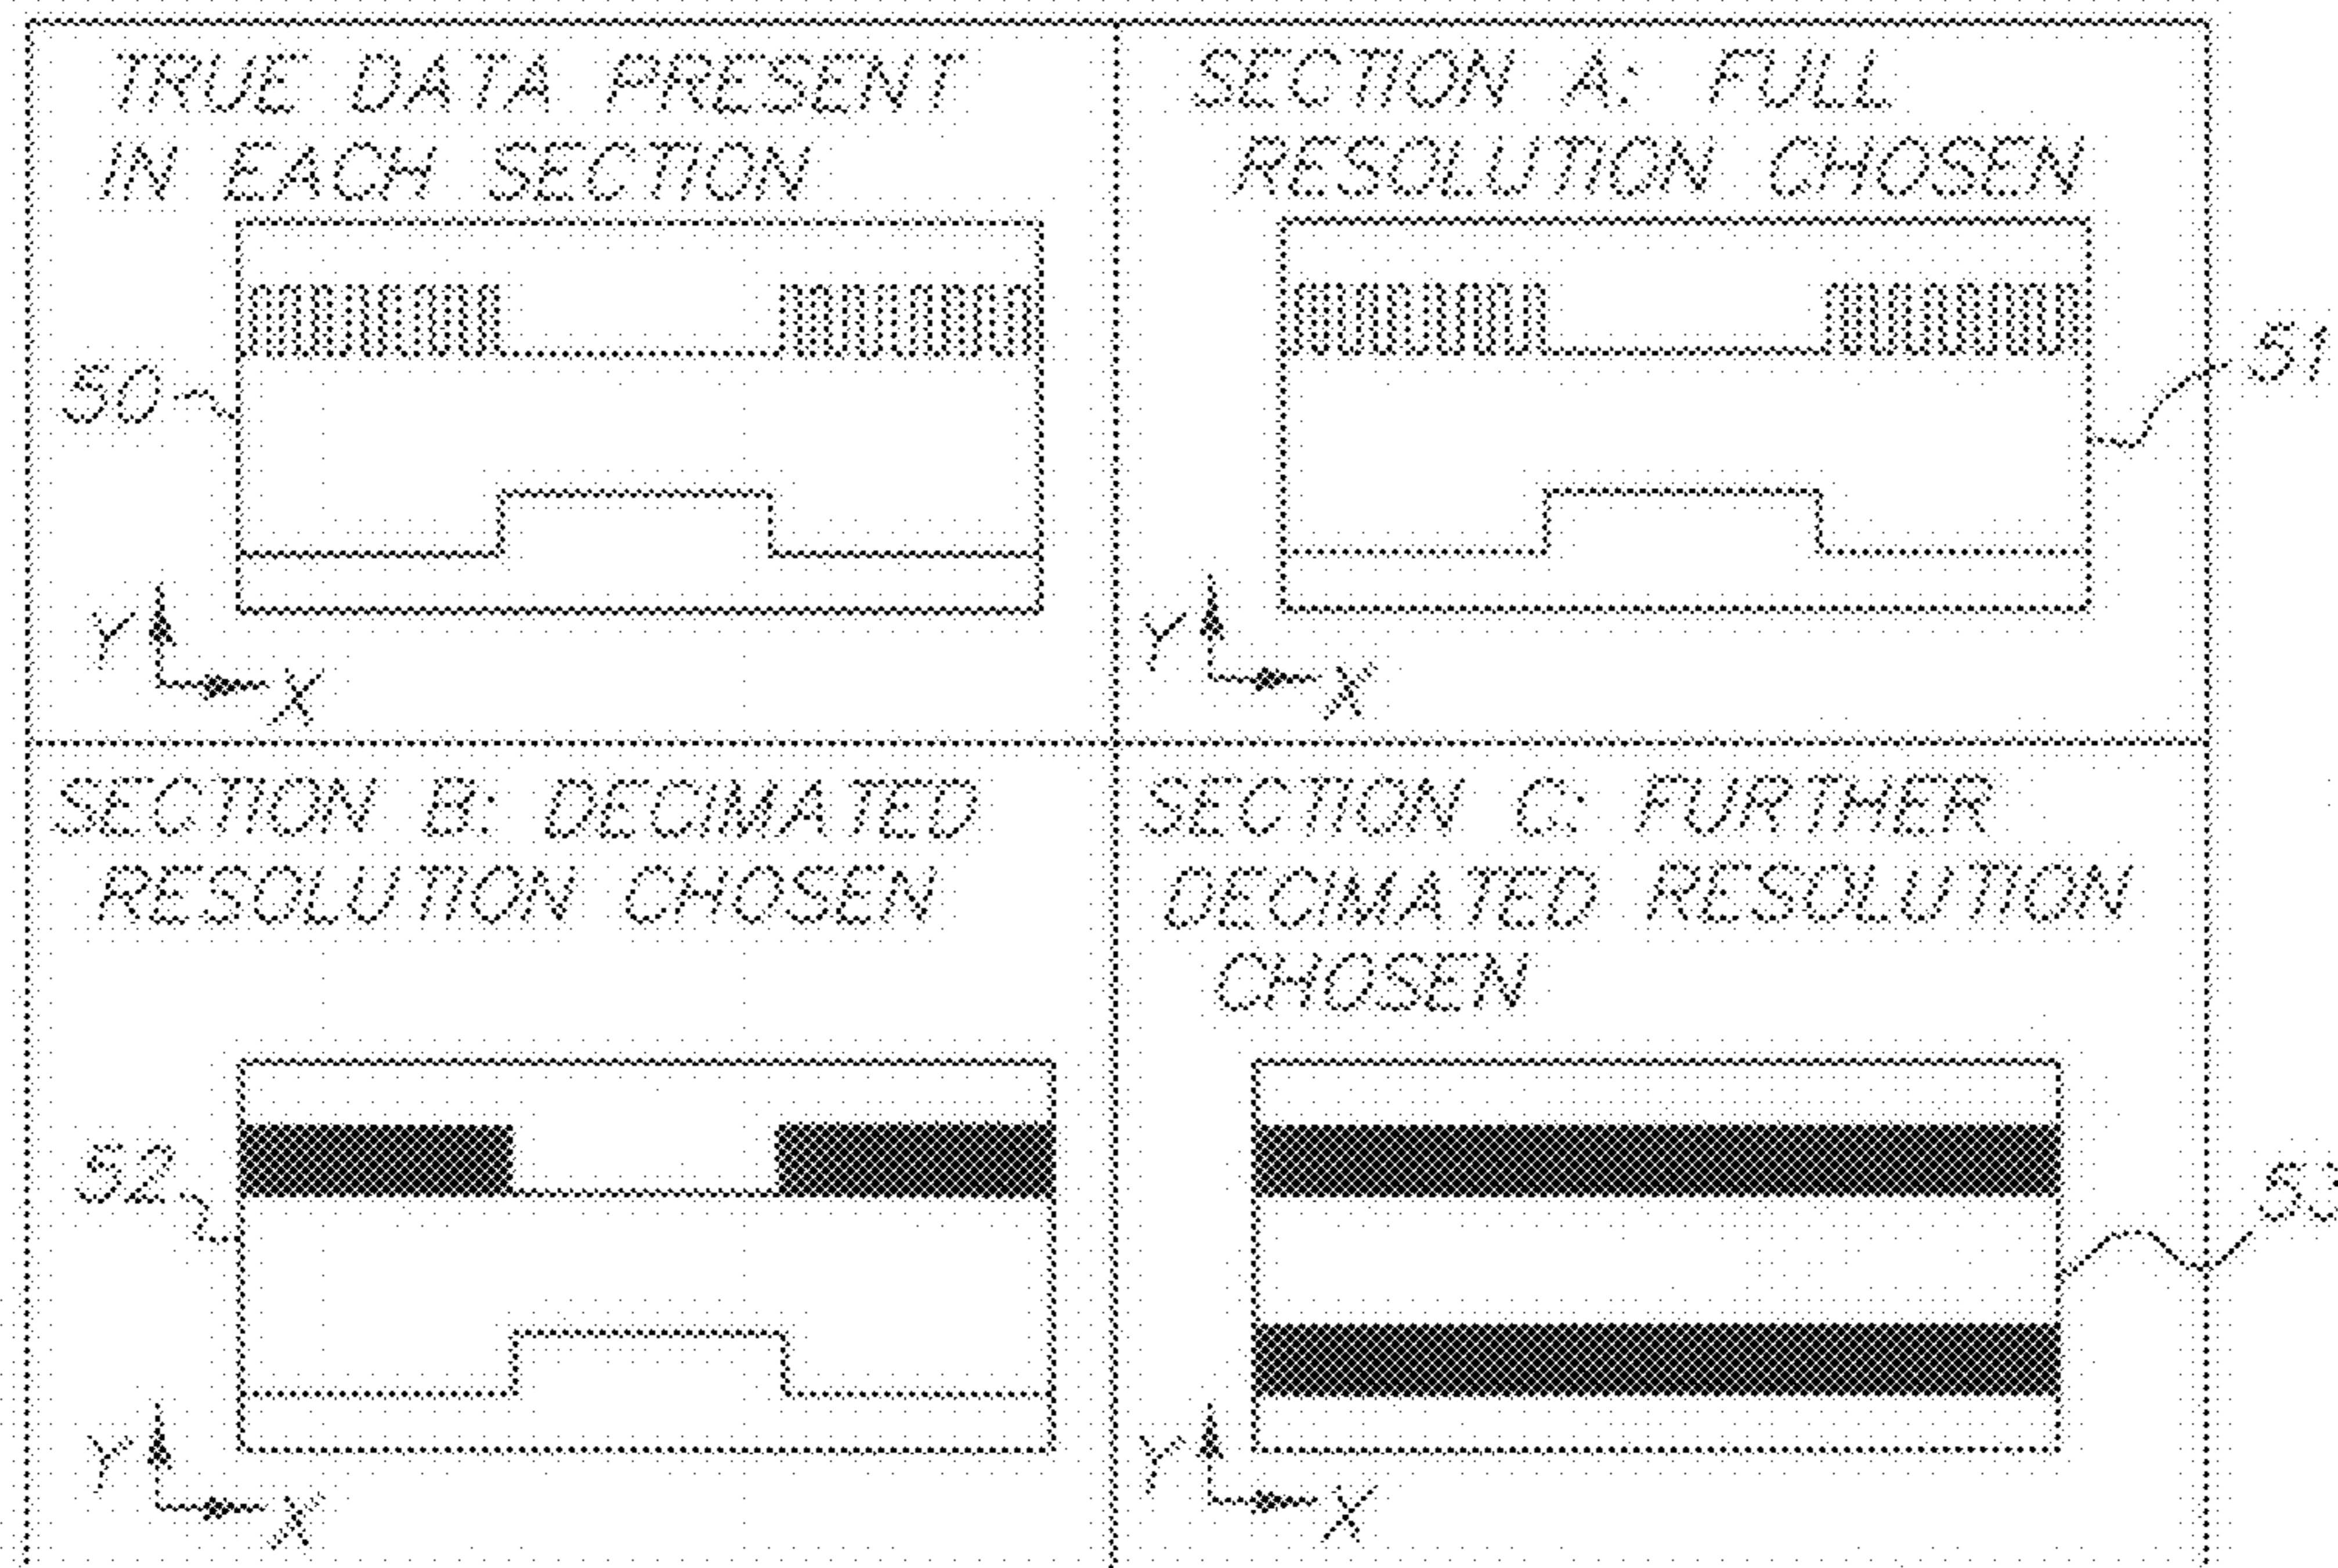 TRUE DATA PRESENT
IN EACH SECTION
50
Y
X
SECTION A: FULL
RESOLUTION CHOSEN
51
Y
X
SECTION B: DECIMATED
RESOLUTION CHOSEN
52
Y
X
SECTION C: FURTHER
DECIMATED RESOLUTION
CHOSEN
53
Y
X